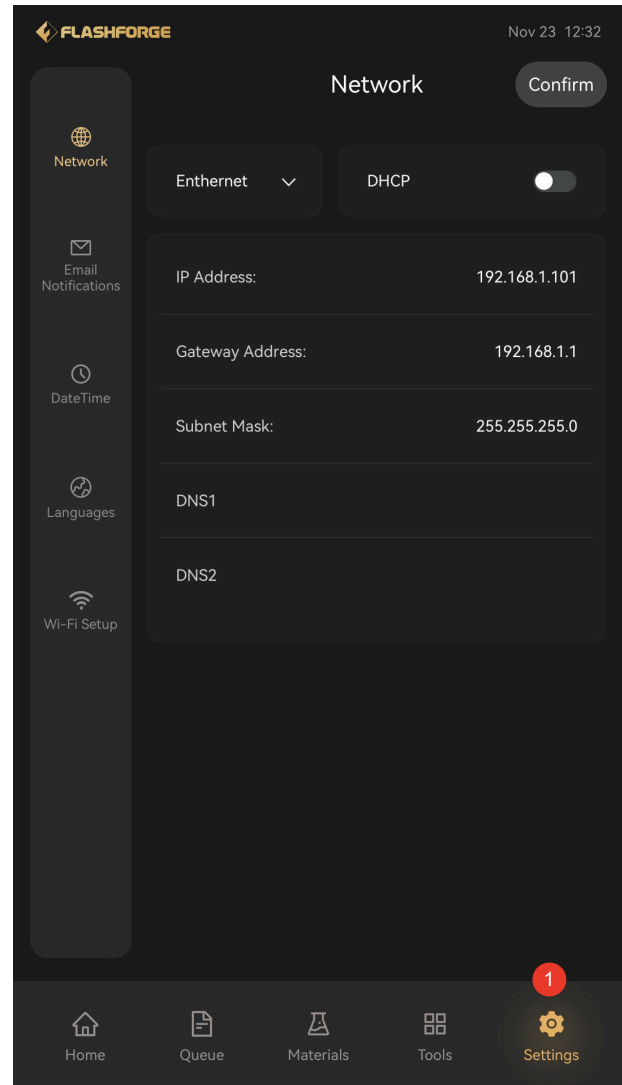 FLASHFORGE
Nov 23 12:32
Network
Confirm
Network
Enthernet
DHCP
Email
Notifications
IP Address: 192.168.1.101
Gateway Address: 192.168.1.1
DateTime
Subnet Mask: 255.255.255.0
Languages
DNS1
DNS2
Wi-Fi Setup
1
Home
Queue
Materials
Tools
Settings